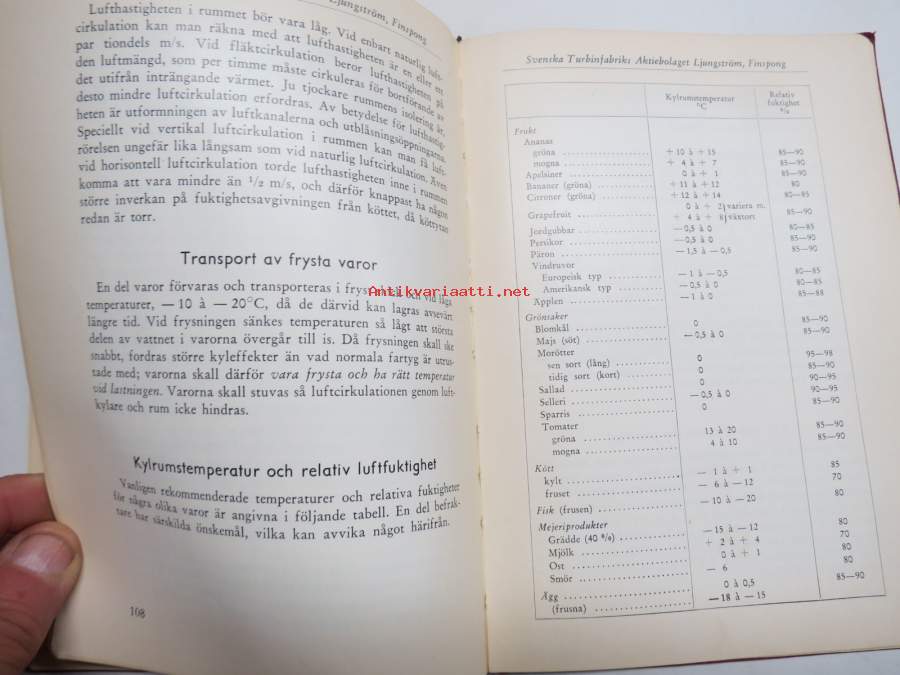 Ljungström, Finspong
Lufthastigheten i rummet bör vara låg. Vid enbart naturlig luft-
cirkulation kan man räkna med att lufthastigheten är en eller ett
par tiondels m/s. Vid fläktcirkulation beror lufthastigheten på
den luftmängd, som per timme måste cirkuleras för bortförande av
det utifrån inträngande värmet. Ju tjockare rummens isolering är,
desto mindre luftcirkulation erfordras. Av betydelse för lufthastig-
heten är utformningen av luftkanalerna och utblåsningsöppningarna.
Speciellt vid vertikal luftcirkulation i rummen kan man få luft-
rörelsen ungefär lika långsam som vid naturlig luftcirkulation. Även
vid horisontell luftcirkulation torde lufthastigheten inne i rummen
komma att vara mindre än 1/2 m/s, och därför knappast ha någon
större inverkan på fuktighetsavgivningen från köttet, då köttytan
redan är torr.
Transport av frysta varor
En del varor förvaras och transporteras i fryst och vid låga
temperaturer, — 10 à — 20°C, då de därvid kan lagras avsevärt
längre tid. Vid frysningen sänkes temperaturen så lågt att största
delen av vattnet i varorna övergår till is. Då frysningen skall ske
snabbt, fordras större kyleffekter än vad normala fartyg är utrus-
tade med; varorna skall därför vara frysta och ha rätt temperatur
vid lastningen. Varorna skall stuvas så luftcirkulationen genom luft-
kylare och rum icke hindras.
Kylrumstemperatur och relativ luftfuktighet
Vanligen rekommenderade temperaturer och relativa fuktigheter
för några olika varor är angivna i följande tabell. En del befrak-
tare har särskilda önskemål, vilka kan avvika något härifrån.
108
Antikvariaatti.net
Svenska Turbinfabriks Aktiebolaget Ljungström, Finspong
Kylrumstemperatur °C Relativ fuktighet %
Frukt
Ananas
gröna + 10 à + 15 85—90
mogna + 4 à + 7 85—90
Apelsiner 0 à + 1 85—90
Bananer (gröna) + 11 à +12 80
Citroner (gröna) + 12 à +14 80—85
0 à + 2} variera m.
Grapefruit + 4 à + 8} växtort 85—90
Jordgubbar —0,5 à 0 80—85
Persikor —0,5 à 0 85—90
Päron —1,5 à —0,5 85—90
Vindruvor
Europeisk typ —1 à —0,5 80—85
Amerikansk typ —0,5 à 0 80—85
Äpplen —1 à 0 85—88
Grönsaker
Blomkål 0 85—90
Majs (söt) —0,5 à 0 85—90
Morötter
sen sort (lång) 0 95—98
tidig sort (kort) 0 85—90
Sallad 0 90—95
Selleri —0,5 à 0 90—95
Sparris 0 85—90
Tomater
gröna 13 à 20 85—90
mogna 4 à 10 85—90
Kött
kylt — 1 à + 1 85
fruset — 6 à —12 70
Fisk (frusen) —10 à —20 80
Mejeriprodukter
Grädde (40 %) —15 à —12 80
Mjölk + 2 à + 4 70
Ost 0 à + 1 80
Smör — 6 80
Ägg 0 à 0,5 85—90
(frusna) —18 à —15